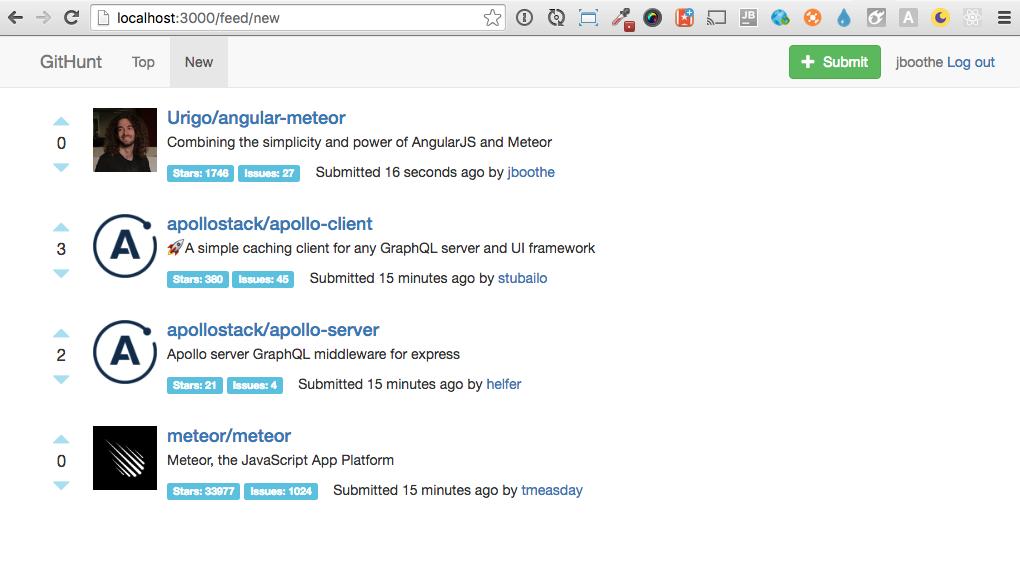 localhost:3000/feed/new
JB
A
GitHunt
Top
New
Submit
jboothe Log out
0
Urigo/angular-meteor
Combining the simplicity and power of AngularJS and Meteor
Stars: 1746 Issues: 27 Submitted 16 seconds ago by jboothe
3
A
apollostack/apollo-client
🚀A simple caching client for any GraphQL server and UI framework
Stars: 380 Issues: 45 Submitted 15 minutes ago by stubailo
2
A
apollostack/apollo-server
Apollo server GraphQL middleware for express
Stars: 21 Issues: 4 Submitted 15 minutes ago by helfer
0
meteor/meteor
Meteor, the JavaScript App Platform
Stars: 33977 Issues: 1024 Submitted 15 minutes ago by tmeasday